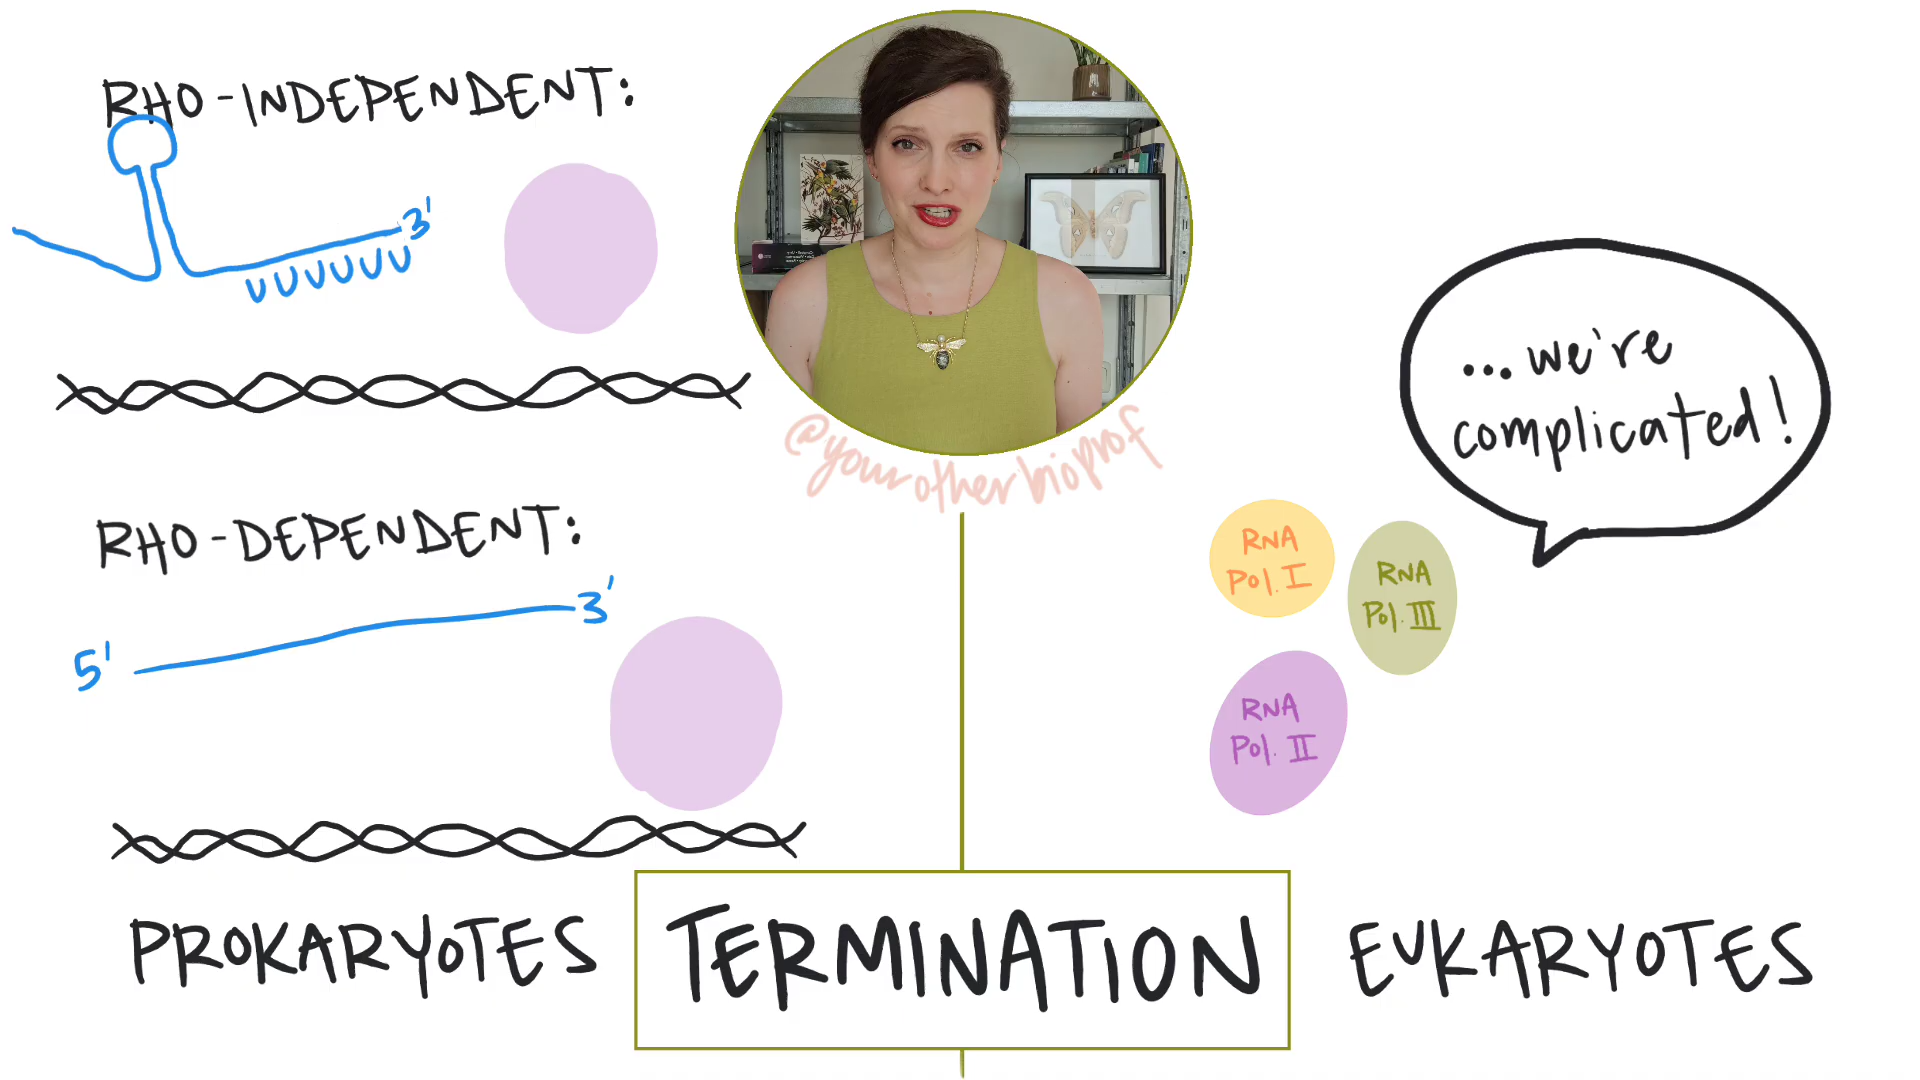 RHO-INDEPENDENT:
3'
UUUUUU
RHO-DEPENDENT:
5'
3'
@yourotherbioprof
...we're
complicated!
RNA
Pol. I
RNA
Pol. III
RNA
Pol. II
PROKARYOTES
TERMINATION
EUKARYOTES